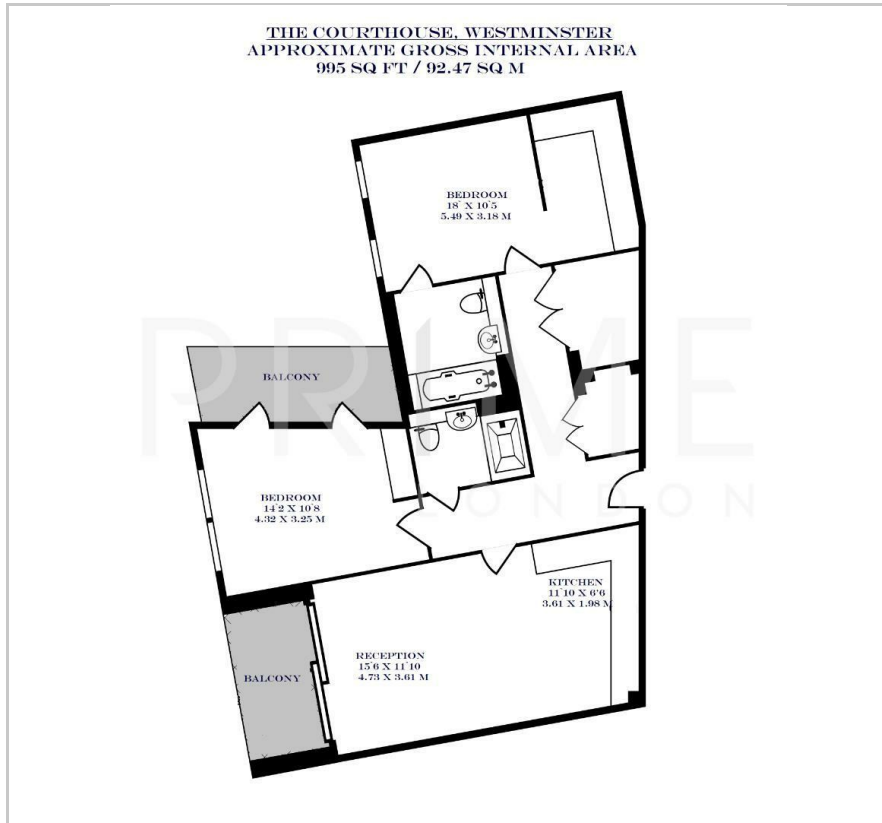 THE COURTHOUSE, WESTMINSTER
APPROXIMATE GROSS INTERNAL AREA
995 SQ FT / 92.47 SQ M
BEDROOM
18' X 10'5
5.49 X 3.18 M
BALCONY
PRIME
LONDON
BEDROOM
14'2 X 10'8
4.32 X 3.25 M
KITCHEN
11'10 X 6'6
3.61 X 1.98 M
RECEPTION
15'6 X 11'10
4.73 X 3.61 M
BALCONY